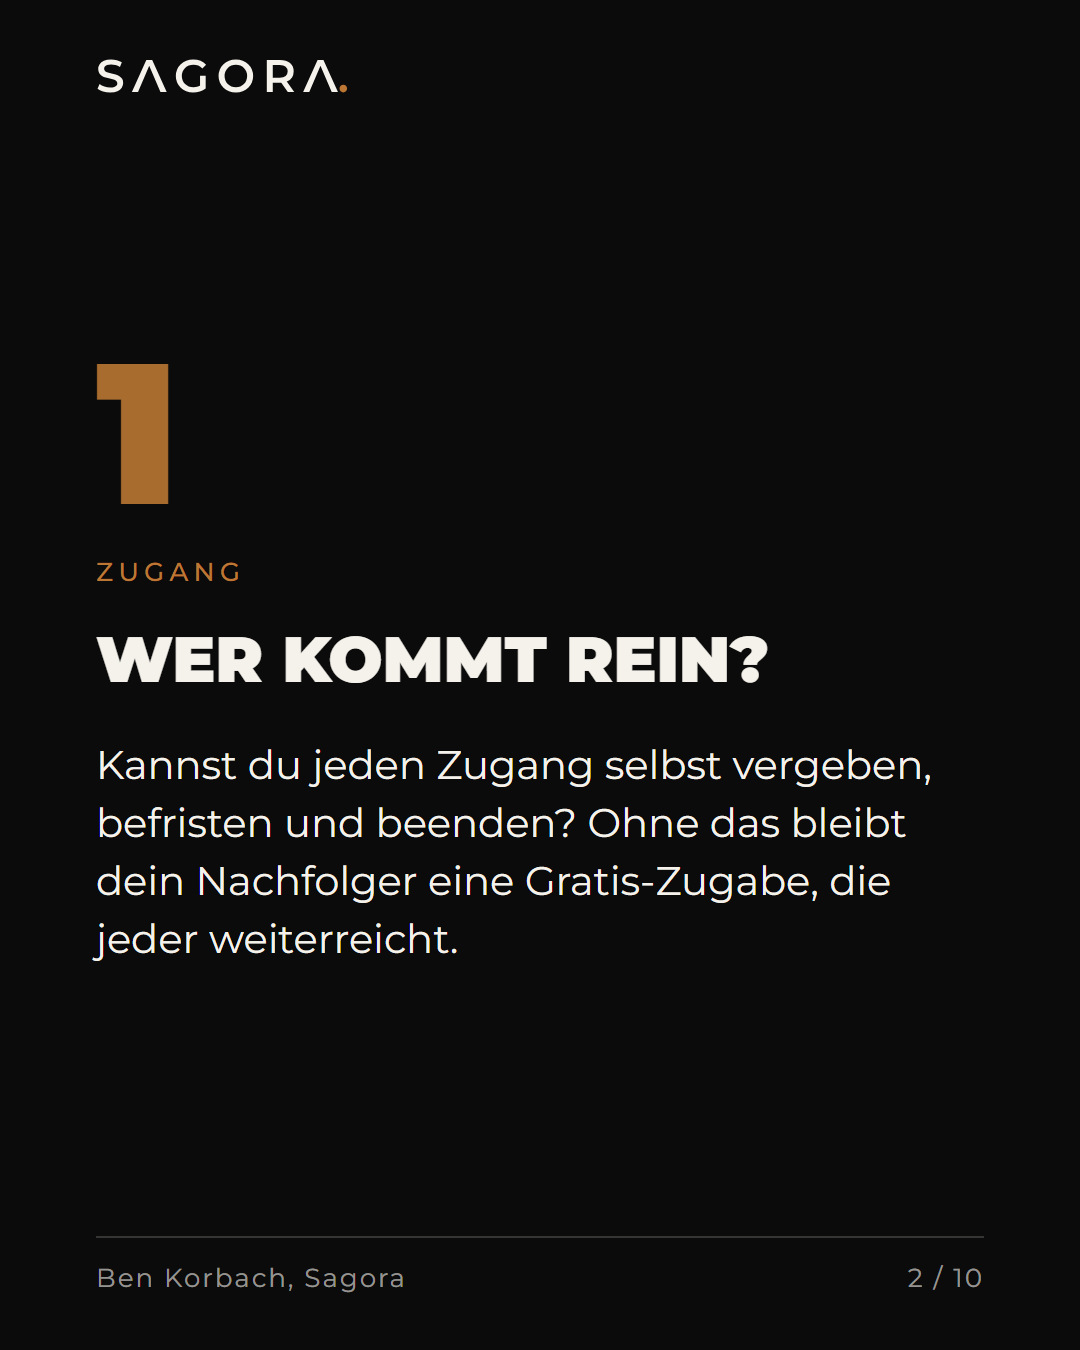 SAGORA.
1
ZUGANG
WER KOMMT REIN?
Kannst du jeden Zugang selbst vergeben,
befristen und beenden? Ohne das bleibt
dein Nachfolger eine Gratis-Zugabe, die
jeder weiterreicht.
Ben Korbach, Sagora
2 / 10